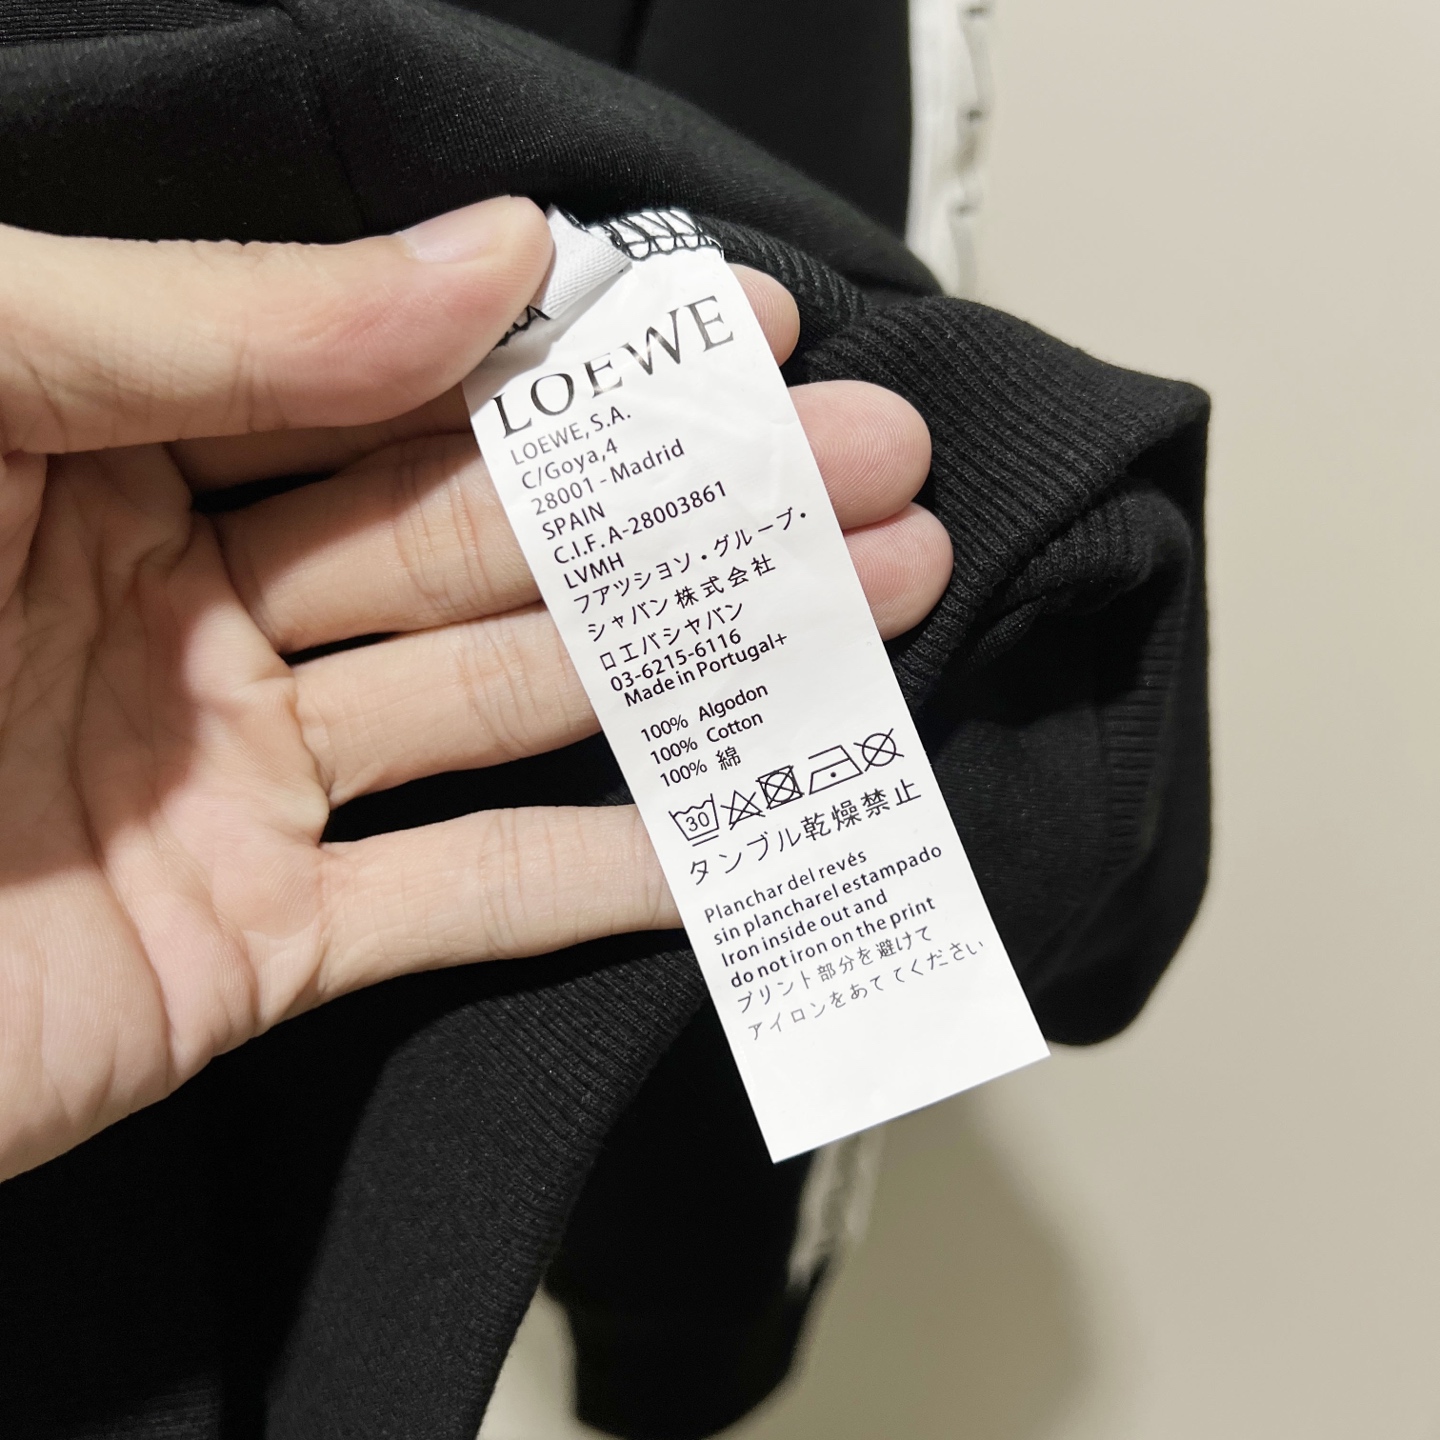 LOEWE
LOEWE, S.A.
C/Goya,4
28001 - Madrid
SPAIN
C.I.F. A-28003861
LVMH
フアツシヨソ・グループ・
シャバン 株式会社
ロエバシヤバン
03-6215-6116
Made in Portugal+
100% Algodon
100% Cotton
100% 綿
30
タンブル乾燥禁止
Planchar del revés
sin plancharel estampado
Iron inside out and
do not iron on the print
プリント部分を避けて
アイロンをあててください